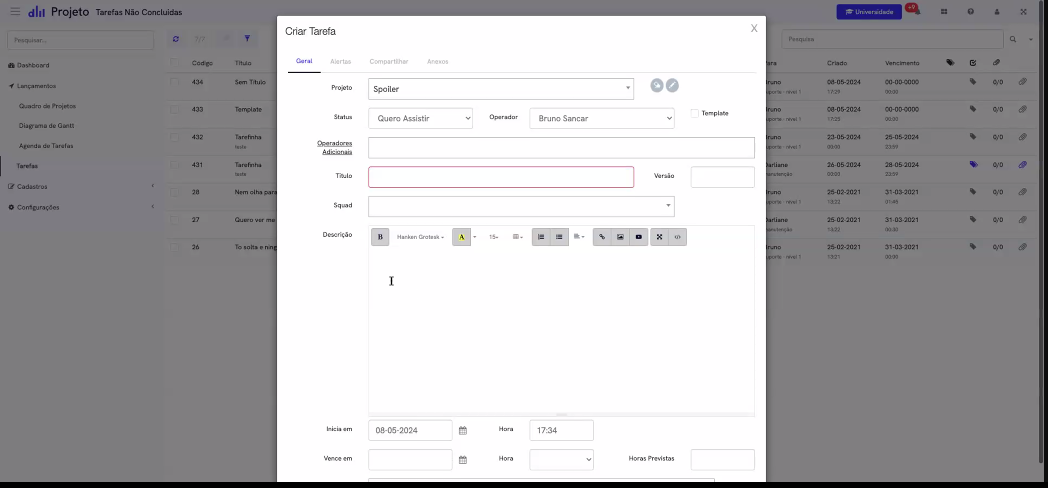 Projeto Tarefas Não Concluídas
Universidade
+9
Pesquisar...
Dashboard
Lançamentos
Quadro de Projetos
Diagrama de Gantt
Agenda de Tarefas
Tarefas
Cadastros
Configurações
Código Título
434 Sem Título
433 Template
432 Tarefinha
teste
431 Tarefinha
teste
28 Nem olha para
27 Quero ver me
26 To solta e ning
Criar Tarefa X
Geral Alertas Compartilhar Anexos
Projeto Spoiler
Status Quero Assistir Operador Bruno Sancar Template
Operadores
Adicionais
Título Versão
Squad
Descrição B Hanken Grotesk A 15
Inicia em 08-05-2024 Hora 17:34
Vence em Hora Horas Previstas
Pesquisa
Para Criado Vencimento
Bruno 08-05-2024 00-00-0000 0/0
suporte - nível 1 17:29 00:00
Bruno 08-05-2024 00-00-0000 0/0
suporte - nível 1 17:25 00:00
Bruno 23-05-2024 25-05-2024 0/0
suporte - nível 1 00:00 23:59
Darliane 26-05-2024 28-05-2024 0/0
manutenção 00:00 23:59
Bruno 25-02-2021 31-03-2021 0/0
suporte - nível 1 13:22
Darliane 25-02-2021 31-03-2021 0/0
manutenção 13:22 00:00
Bruno 25-02-2021 31-03-2021 0/0
suporte - nível 1 13:21 00:00